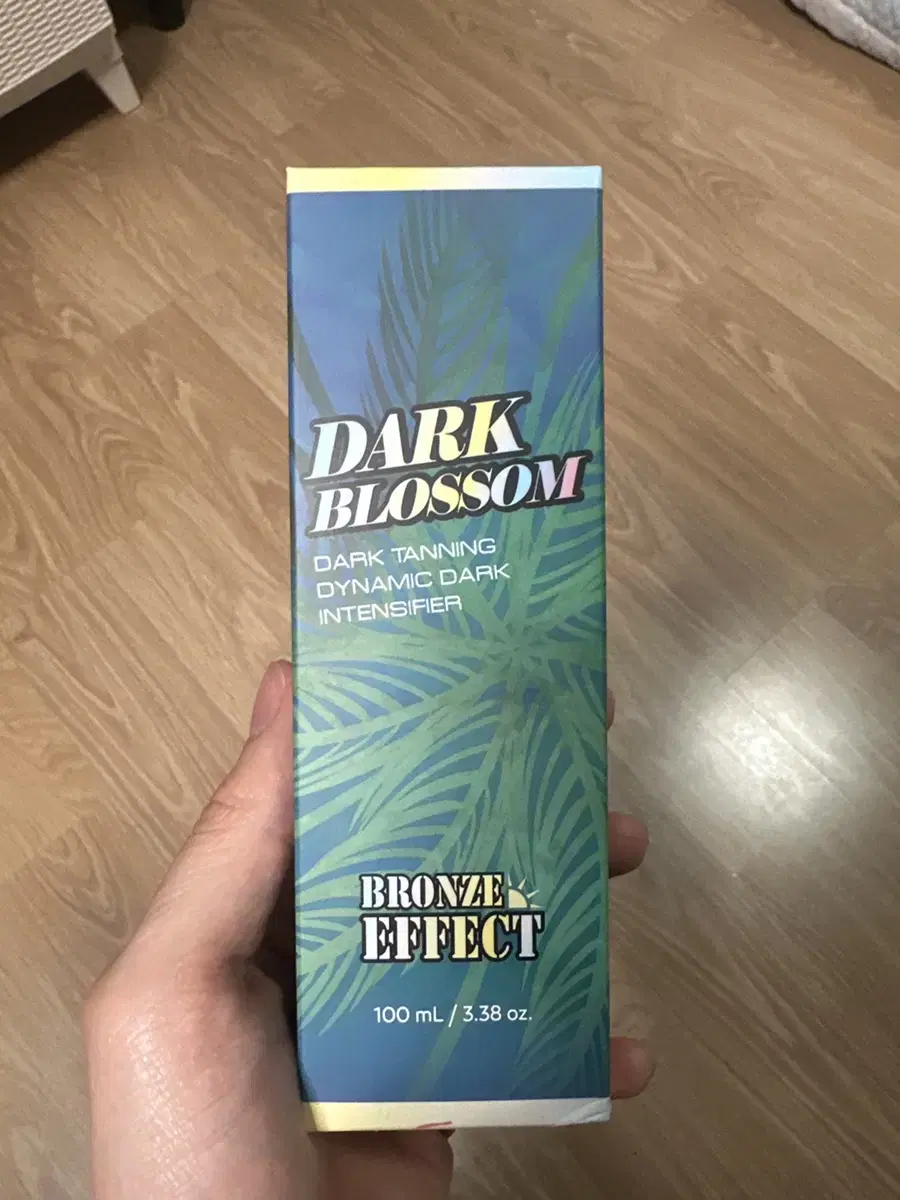 DARK
BLOSSOM
DARK TANNING
DYNAMIC DARK
INTENSIFIER
BRONZE
EFFECT
100 mL / 3.38 oz.